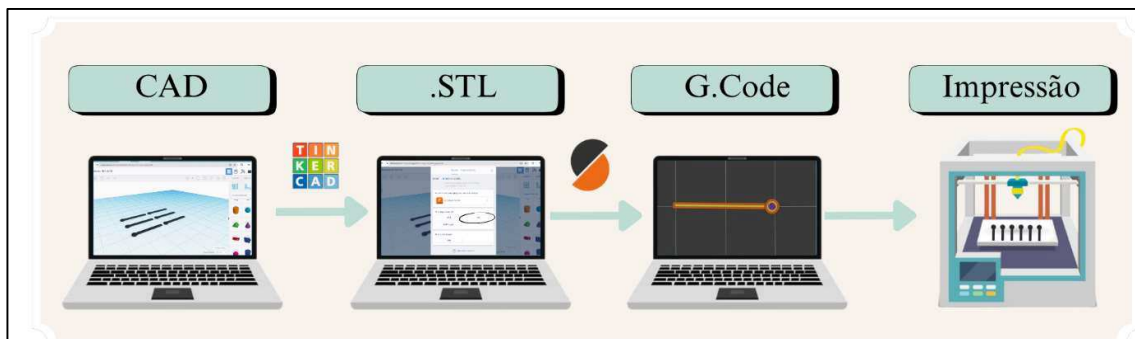 CAD
.STL
G.Code
Impressão
TIN
KER
CAD